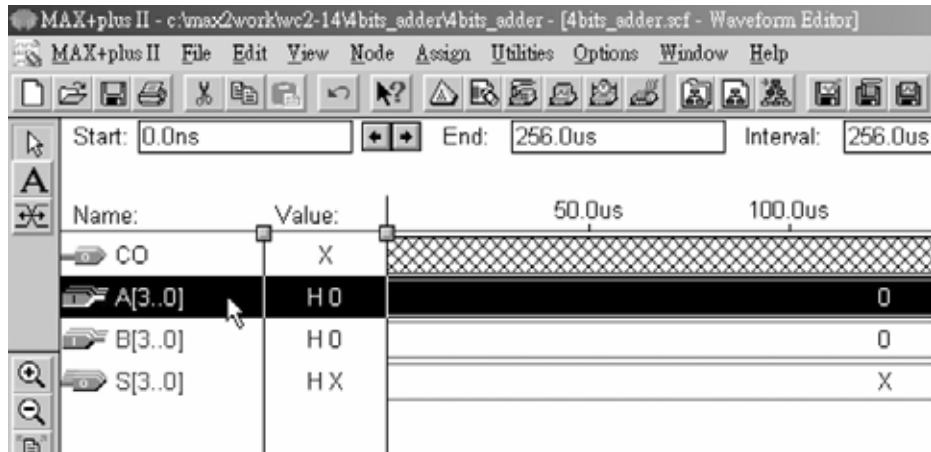 MAX+plus II - c:\max2work\wc2-14\4bits_adder\4bits_adder - [4bits_adder.scf - Waveform Editor]
MAX+plus II File Edit View Node Assign Utilities Options Window Help
Start: 0.0ns End: 256.0us Interval: 256.0us
A
Name: Value: 50.0us 100.0us
CO X
A[3..0] H 0 0
B[3..0] H 0 0
S[3..0] H X X